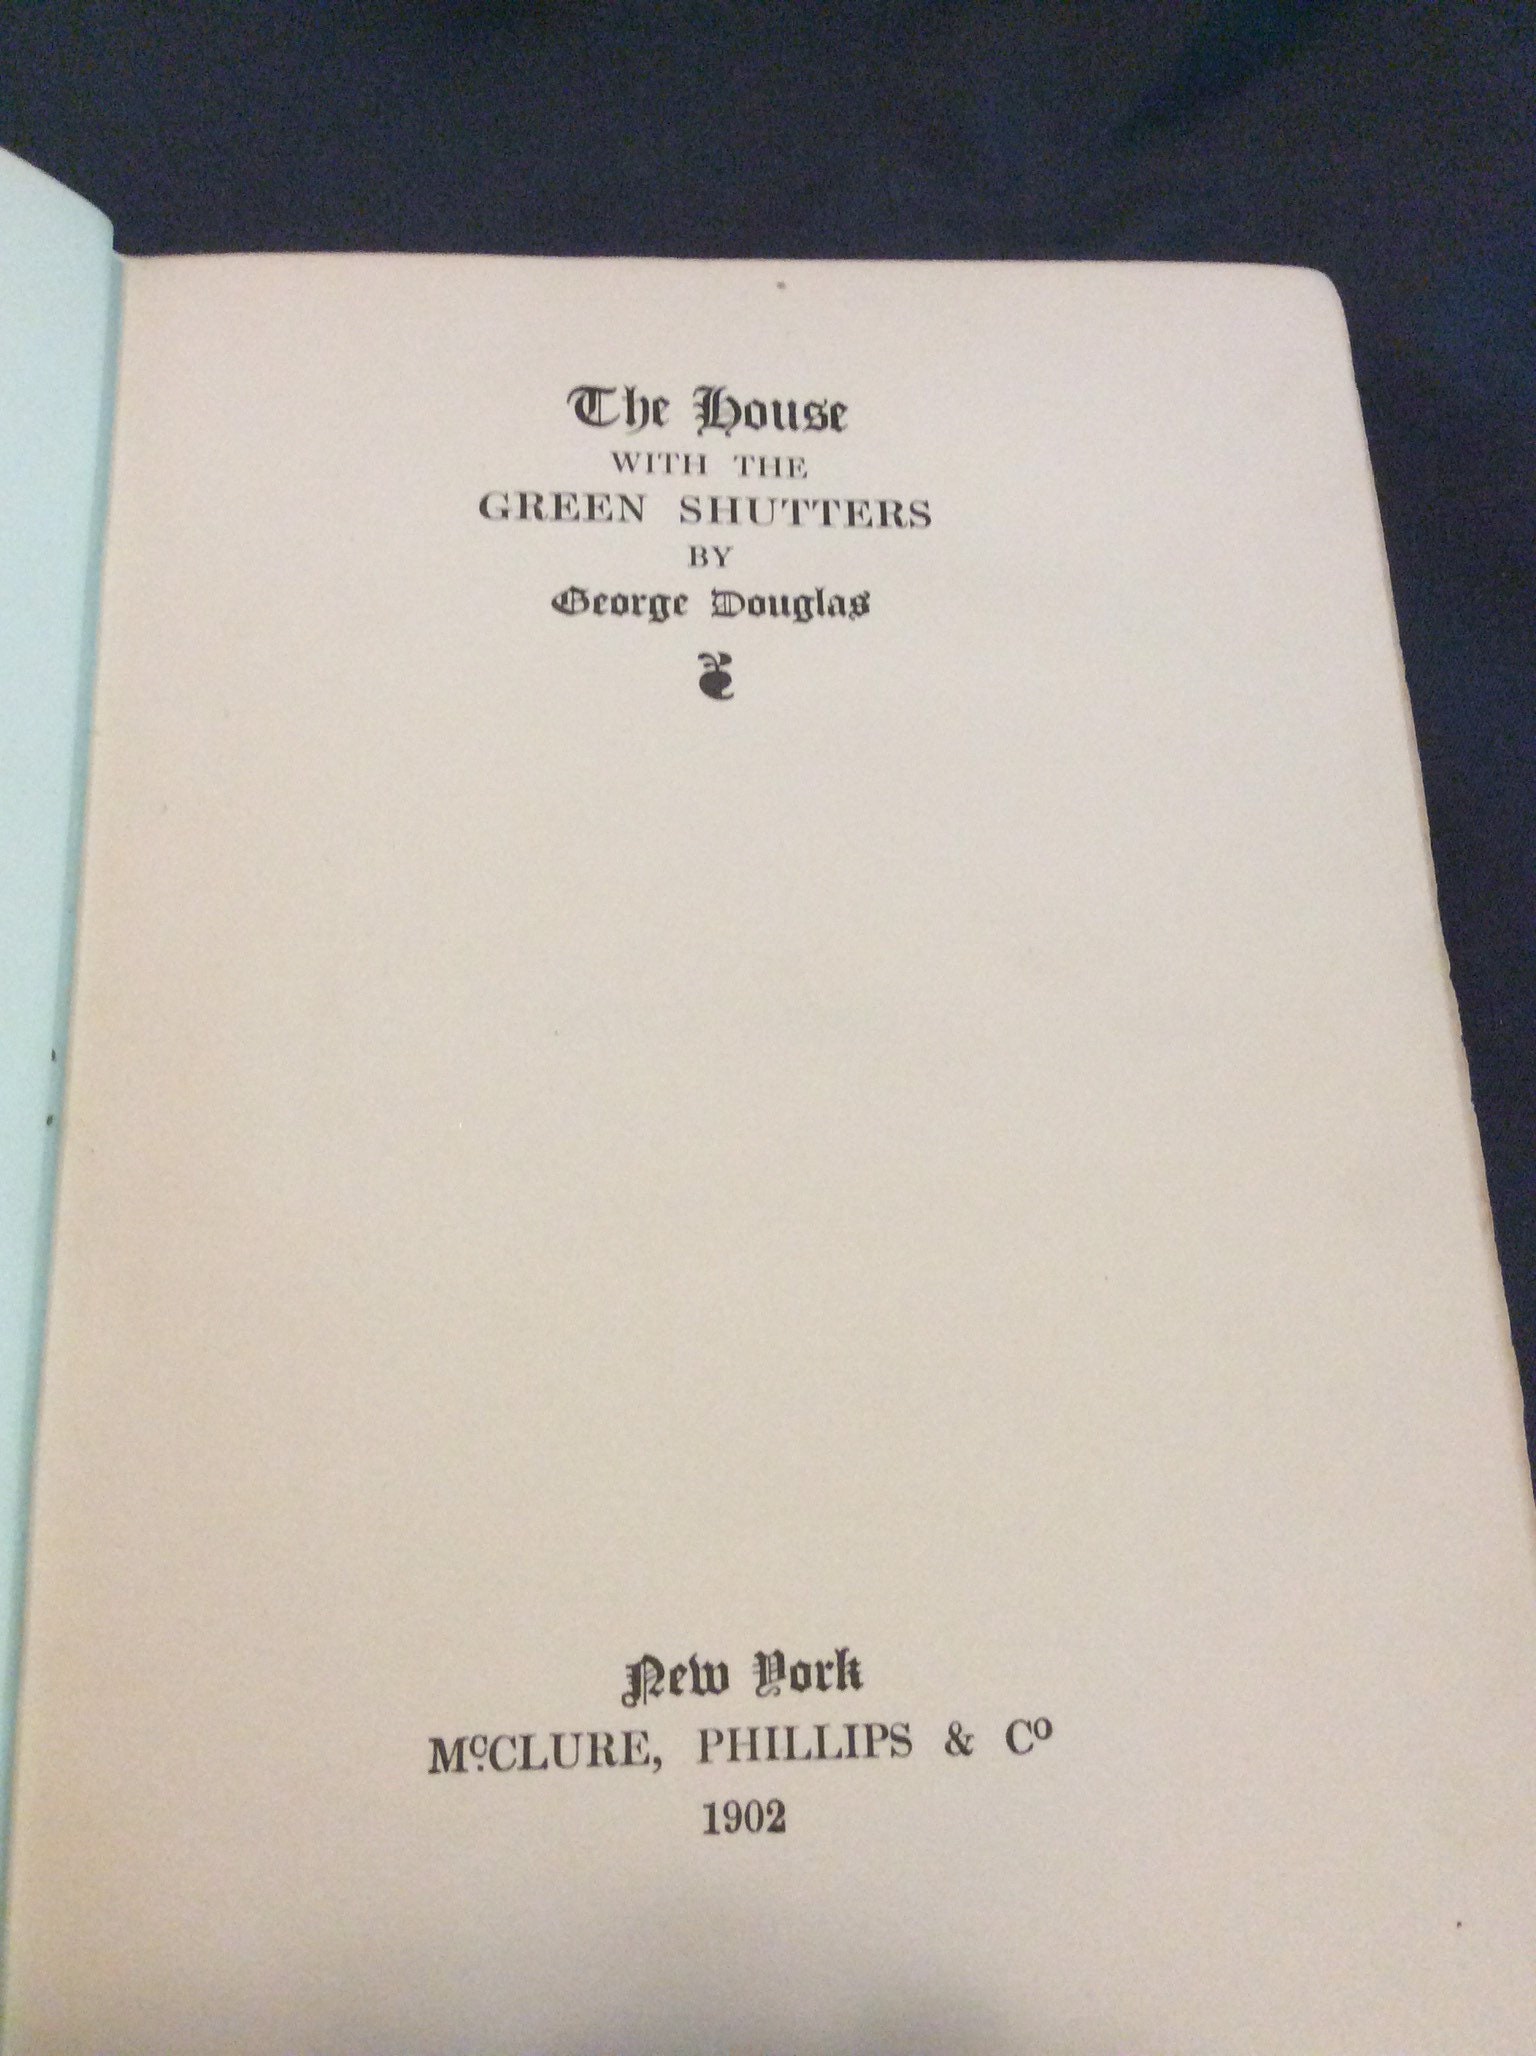 The House
WITH THE
GREEN SHUTTERS
BY
George Douglas
New York
McCLURE, PHILLIPS & Co
1902